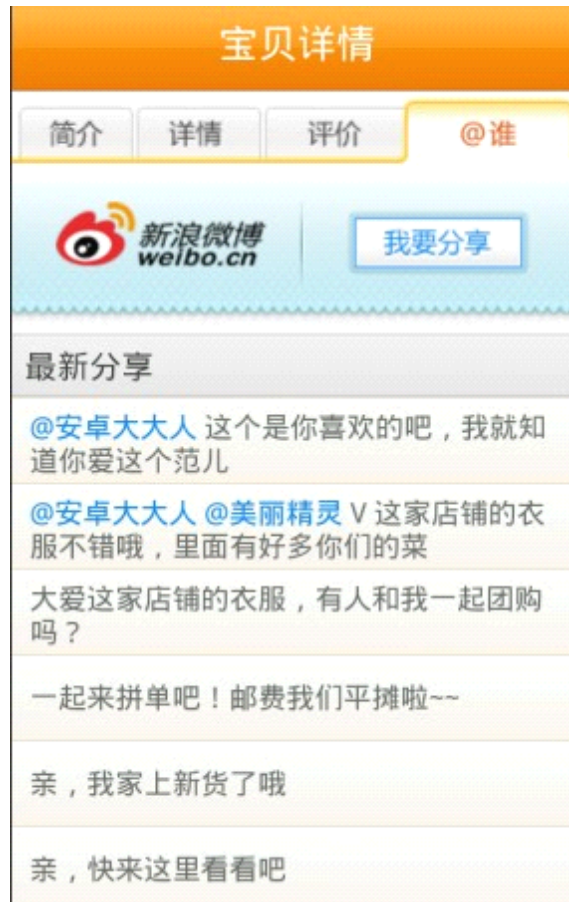 宝贝详情
简介
详情
评价
@谁
新浪微博
weibo.cn
我要分享
最新分享
@安卓大大人 这个是你喜欢的吧，我就知
道你爱这个范儿
@安卓大大人 @美丽精灵 V 这家店铺的衣
服不错哦，里面有好多你们的菜
大爱这家店铺的衣服，有人和我一起团购
吗？
一起来拼单吧！邮费我们平摊啦~~
亲，我家上新货了哦
亲，快来这里看看吧